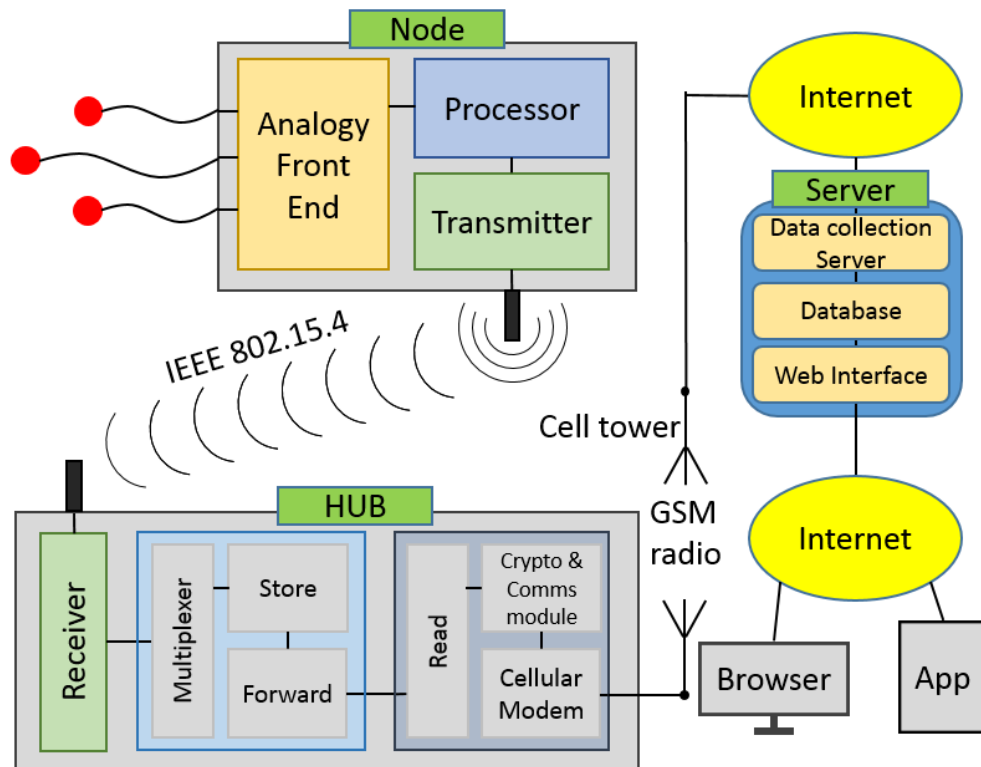 Node
Analogy
Front
End
Processor
Transmitter
IEEE 802.15.4
HUB
Receiver
Multiplexer
Store
Forward
Read
Crypto &
Comms
module
Cellular
Modem
Cell tower
GSM
radio
Internet
Server
Data collection
Server
Database
Web Interface
Internet
Browser
App